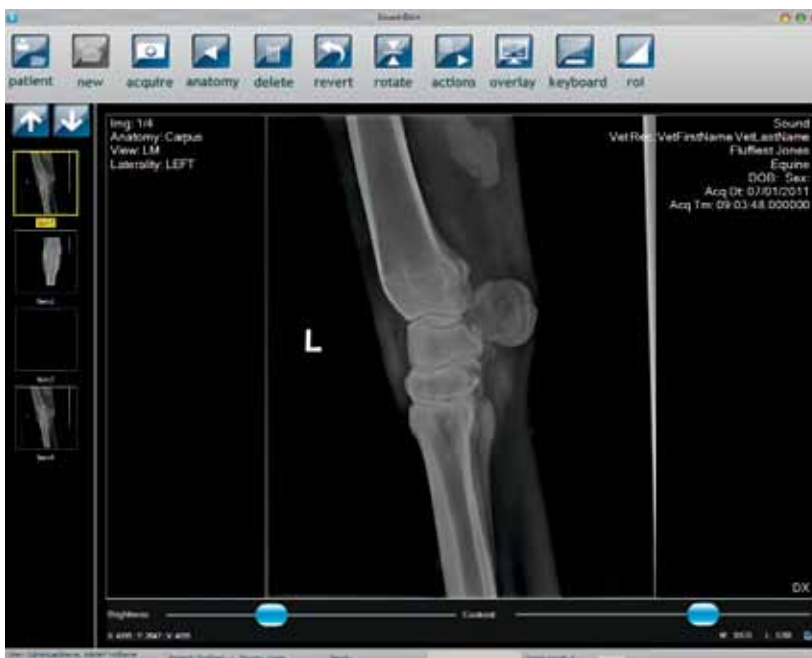 patient new acquire anatomy delete revert rotate actions overlay keyboard roi
Img: 1/4
Anatomy: Carpus
View: LM
Laterality: LEFT
Sound
VetRec: VetFirstName VetLastName
Fluffiest Jones
Equine
DOB: Sex:
Acq Dt: 07/01/2011
Acq Tm: 09:03:48.000000
L
DX
Brightness
Contrast